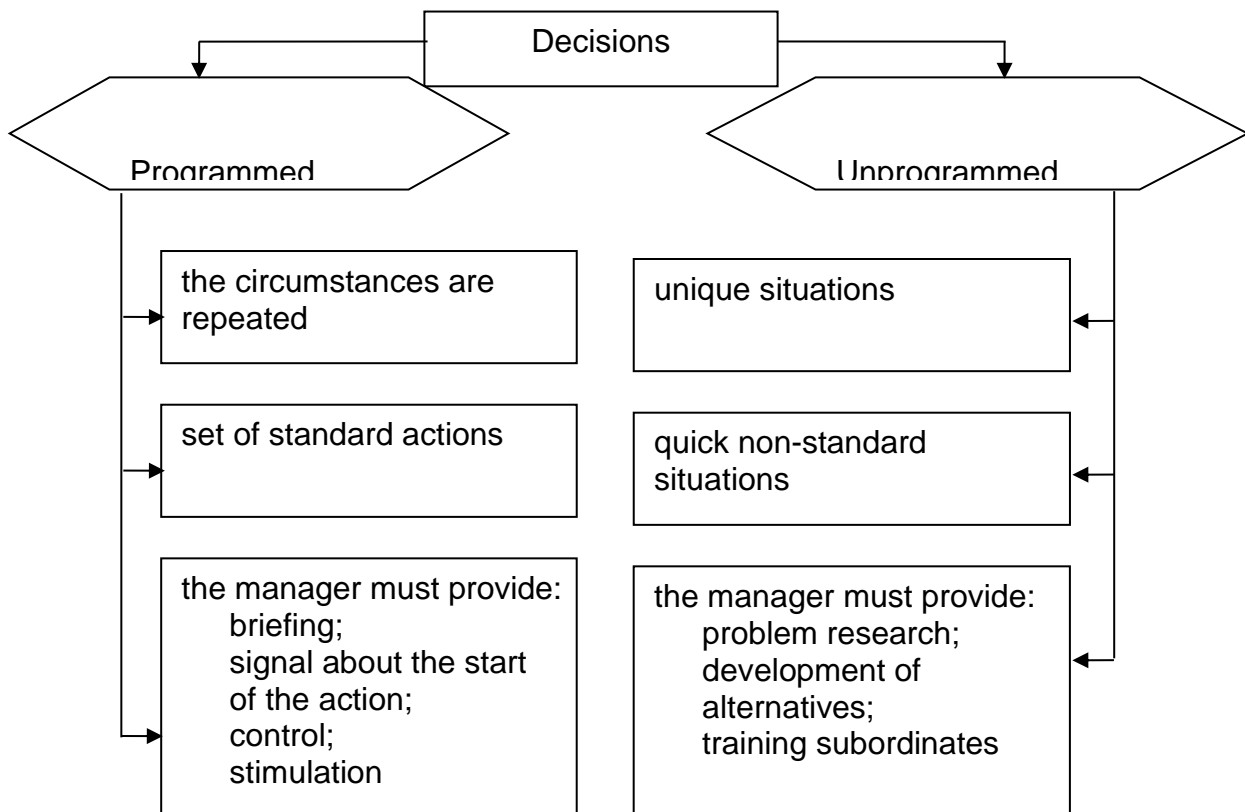 Decisions
Programmed
Unprogrammed
the circumstances are
repeated
set of standard actions
the manager must provide:
briefing;
signal about the start
of the action;
control;
stimulation
unique situations
quick non-standard
situations
the manager must provide:
problem research;
development of
alternatives;
training subordinates